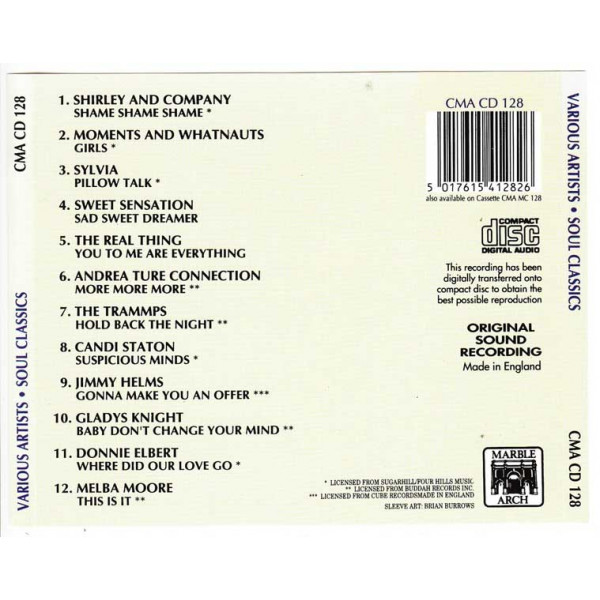 CMA CD 128
VARIOUS ARTISTS • SOUL CLASSICS
1. SHIRLEY AND COMPANY
SHAME SHAME SHAME *
2. MOMENTS AND WHATNAUTS
GIRLS *
3. SYLVIA
PILLOW TALK *
4. SWEET SENSATION
SAD SWEET DREAMER
5. THE REAL THING
YOU TO ME ARE EVERYTHING
6. ANDREA TURE CONNECTION
MORE MORE MORE **
7. THE TRAMMPS
HOLD BACK THE NIGHT **
8. CANDI STATON
SUSPICIOUS MINDS *
9. JIMMY HELMS
GONNA MAKE YOU AN OFFER ***
10. GLADYS KNIGHT
BABY DON'T CHANGE YOUR MIND **
11. DONNIE ELBERT
WHERE DID OUR LOVE GO *
12. MELBA MOORE
THIS IS IT **
CMA CD 128
5 017615 412826
also available on Cassette CMA MC 128
COMPACT
disc
DIGITAL AUDIO
This recording has been
digitally transferred onto
compact disc to obtain the
best possible reproduction
ORIGINAL
SOUND
RECORDING
Made in England
* LICENSED FROM SUGARHILL/FOUR HILLS MUSIC
** LICENSED FROM BUDDAH RECORDS INC.
*** LICENSED FROM CUBE RECORDSMADE IN ENGLAND
SLEEVE ART: BRIAN BURROWS
MARBLE
ARCH
VARIOUS ARTISTS • SOUL CLASSICS
CMA CD 128